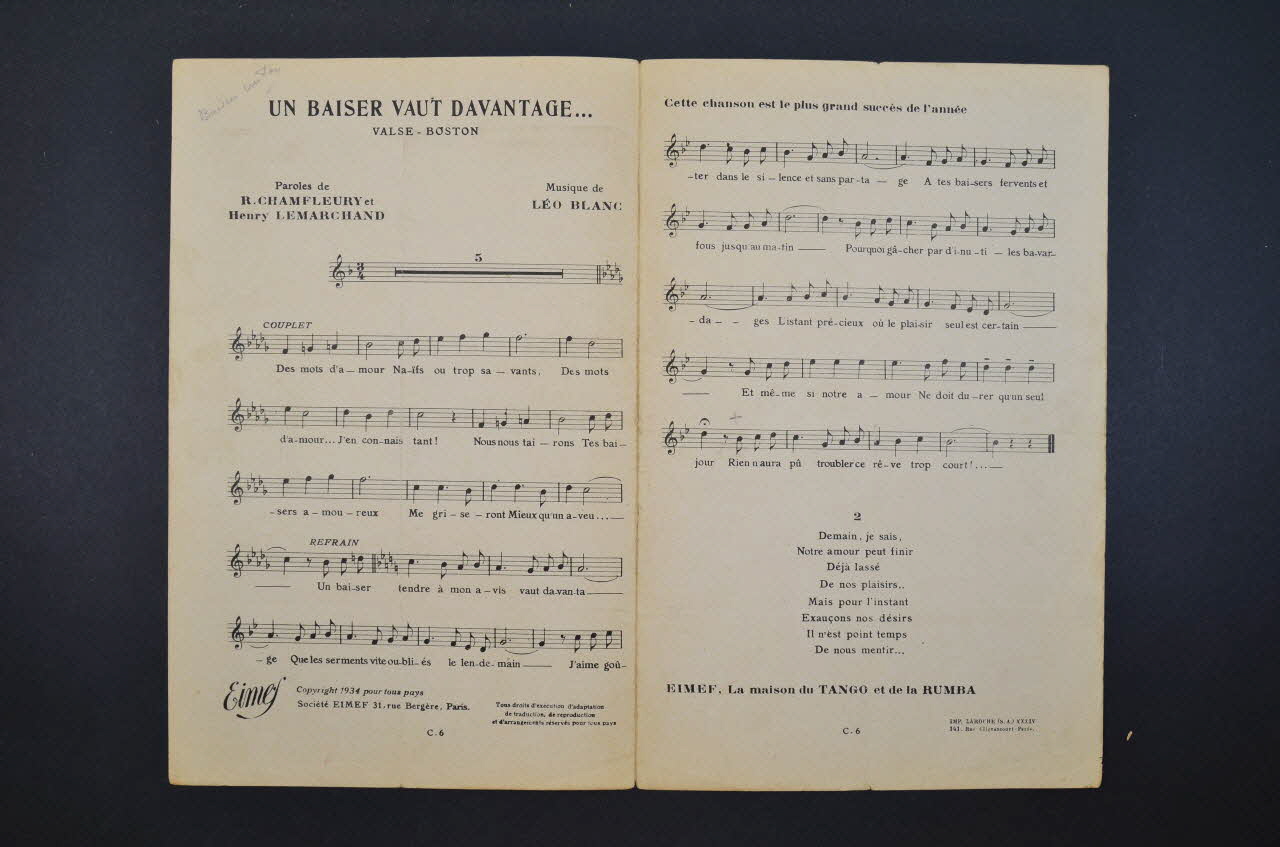 UN BAISER VAUT DAVANTAGE...
VALSE - BOSTON
Paroles de
R. CHAMFLEURY et
Henry LEMARCHAND
Musique de
LÉO BLANC
5
3
4
COUPLET
Des mots d'a - mour Na-ïfs ou trop sa - vants, Des mots
d'a-mour... J'en con-nais tant! Nous nous tai - rons Tes bai -
-sers a - mou - reux Me gri - se - ront Mieux qu'un a - veu...
REFRAIN
Un bai-ser tendre à mon a-vis vaut da-van-ta
- ge Que les serments vite ou-bli-és le len-de-main J'aime goû-
Eimef
Copyright 1934 pour tous pays
Société EIMEF 31, rue Bergère, Paris.
Tous droits d'exécution d'adaptation
de traduction, de reproduction
et d'arrangements réservés pour tous pays
C. 6
Cette chanson est le plus grand succès de l'année
-ter dans le si - lence et sans par - ta - ge A tes bai-sers fervents et
fous jusqu'au ma-tin Pourquoi gâ-cher par d'i-nu-ti - les ba-var-
- da - - ges L'istant pré-cieux où le plai-sir seul est cer-tain
Et mê-me si notre a - mour Ne doit du-rer qu'un seul
jour Rien n'aura pû troubler ce rê-ve trop court!...
2
Demain, je sais,
Notre amour peut finir
Déjà lassé
De nos plaisirs..
Mais pour l'instant
Exauçons nos désirs
Il n'est point temps
De nous mentir...
EIMEF, La maison du TANGO et de la RUMBA
C. 6
IMP. LAROCHE (S.A.) XXXIV
141. Rue Clignancourt-Paris.